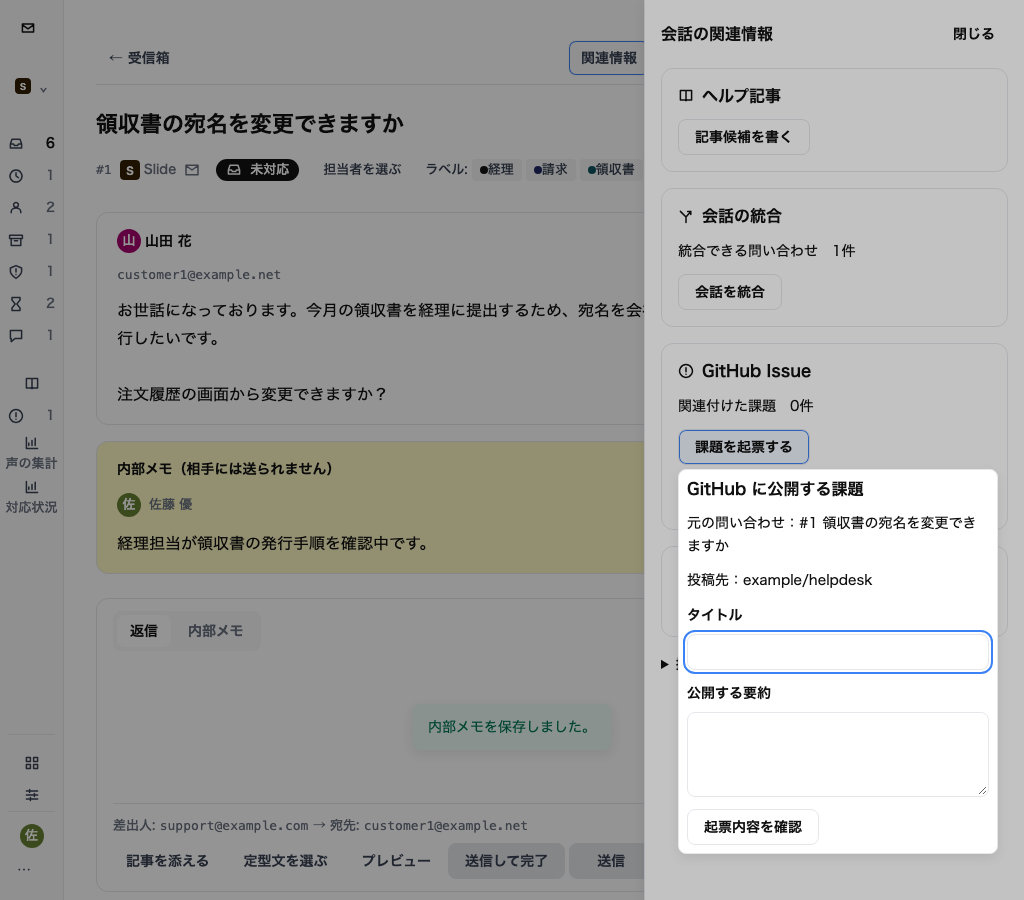 S
6
1
2
1
1
2
1
1
声の集計
対応状況
佐
…
← 受信箱
関連情報
領収書の宛名を変更できますか
#1 S Slide 未対応 担当者を選ぶ ラベル: 経理 請求 領収書
山 山田 花
customer1@example.net
お世話になっております。今月の領収書を経理に提出するため、宛名を会
行したいです。
注文履歴の画面から変更できますか？
内部メモ（相手には送られません）
佐 佐藤 優
経理担当が領収書の発行手順を確認中です。
返信 内部メモ
内部メモを保存しました。
差出人: support@example.com → 宛先: customer1@example.net
記事を添える 定型文を選ぶ プレビュー 送信して完了 送信
会話の関連情報 閉じる
ヘルプ記事
記事候補を書く
会話の統合
統合できる問い合わせ 1件
会話を統合
GitHub Issue
関連付けた課題 0件
課題を起票する
GitHub に公開する課題
元の問い合わせ：#1 領収書の宛名を変更でき
ますか
投稿先：example/helpdesk
タイトル
公開する要約
起票内容を確認